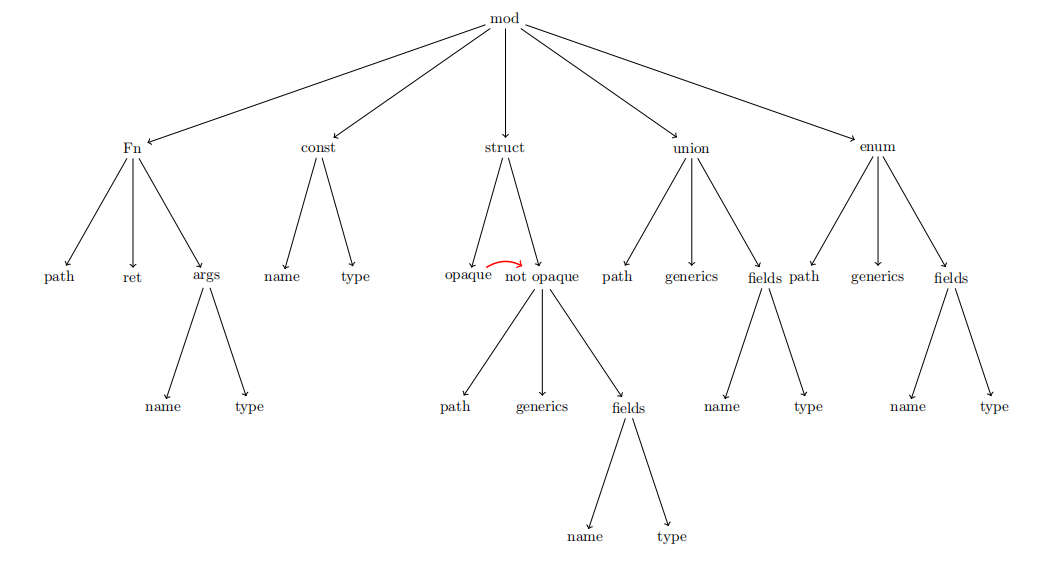 mod
Fn const struct union enum
path ret args name type opaque not opaque path generics fields path generics fields
name type path generics fields name type name type
name type